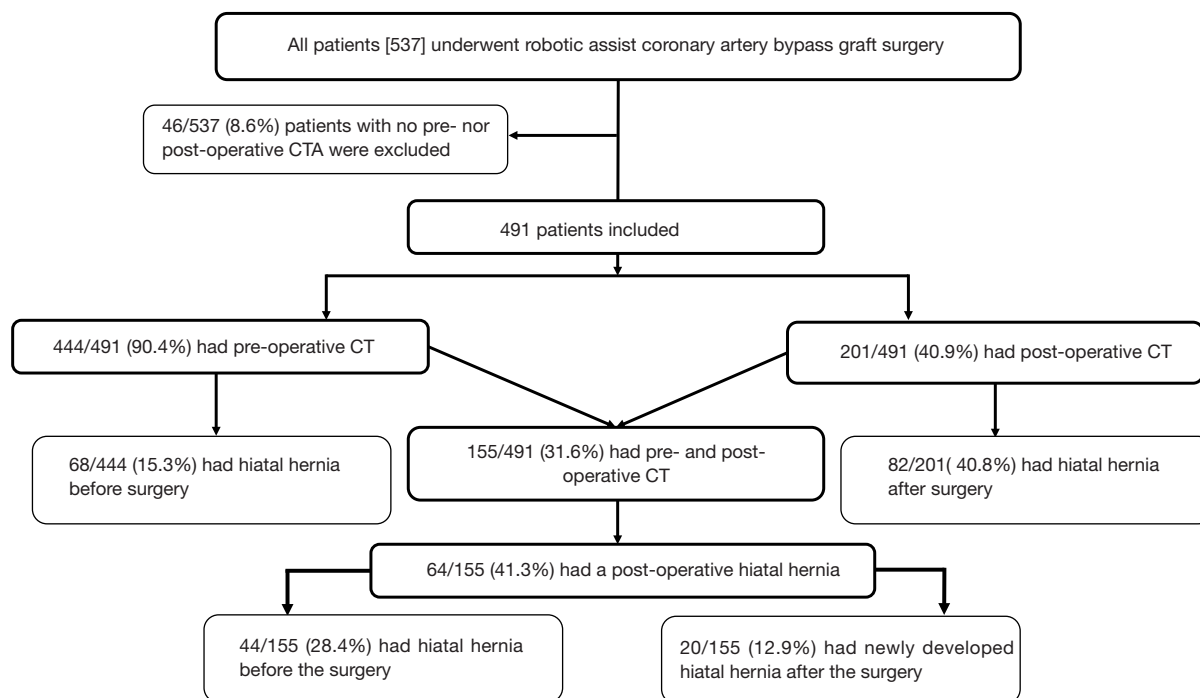 All patients [537] underwent robotic assist coronary artery bypass graft surgery
46/537 (8.6%) patients with no pre- nor
post-operative CTA were excluded
491 patients included
444/491 (90.4%) had pre-operative CT
201/491 (40.9%) had post-operative CT
68/444 (15.3%) had hiatal hernia
before surgery
155/491 (31.6%) had pre- and post-
operative CT
82/201( 40.8%) had hiatal hernia
after surgery
64/155 (41.3%) had a post-operative hiatal hernia
44/155 (28.4%) had hiatal hernia
before the surgery
20/155 (12.9%) had newly developed
hiatal hernia after the surgery